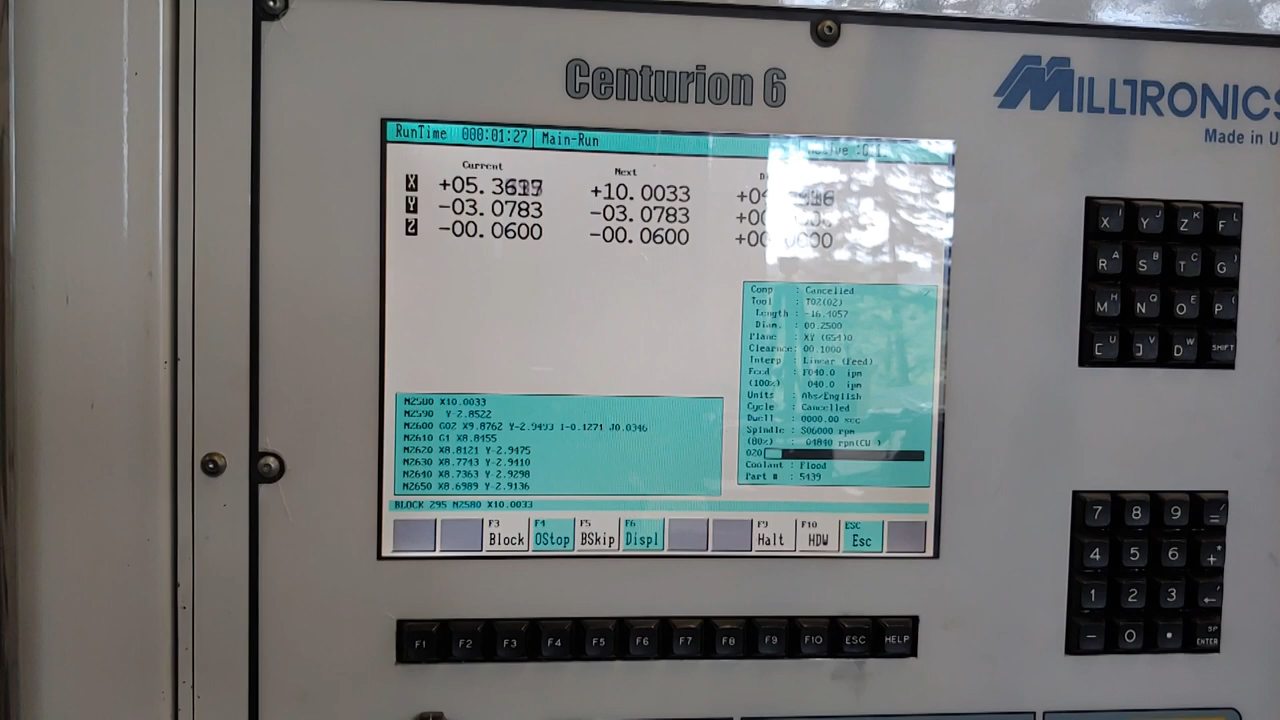 Centurion 6
MILLTRONICS
Made in U
RunTime 000:01:27 Main-Run
Current Next
X +10.0033
Y -03.0783 -03.0783
Z -00.0600 -00.0600
Comp : Cancelled
Tool : T02(02)
Length : -16.4057
Diam. : 00.2500
Plane : XY (G54)0
Clearnce: 00.1000
Interp : Linear (Feed)
Feed : F040.0 ipm
(100%) 040.0 ipm
Units : Abs/English
Cycle : Cancelled
Dwell : 0000.00 sec
Spindle : S06000 rpm
(80%) : 04840 rpm(CW )
020
Coolant : Flood
Part # : 5439
N2580 X10.0033
N2590 Y-2.8522
N2600 G02 X9.8762 Y-2.9493 I-0.1271 J0.0346
N2610 G1 X8.8455
N2620 X8.8121 Y-2.9475
N2630 X8.7743 Y-2.9410
N2640 X8.7363 Y-2.9298
N2650 X8.6989 Y-2.9136
BLOCK 295 N2580 X10.0033
F3 Block F4 OStop F5 BSkip F6 Displ F9 Halt F10 HDW ESC Esc
F1 F2 F3 F4 F5 F6 F7 F8 F9 F10 ESC HELP
X I Y J Z K F L
R A S B T C G )
M H N Q O E P (
[ U ] V D W SHIFT
7 8 9 = /
4 5 6 + *
1 2 3 ←
- 0 . SP ENTER